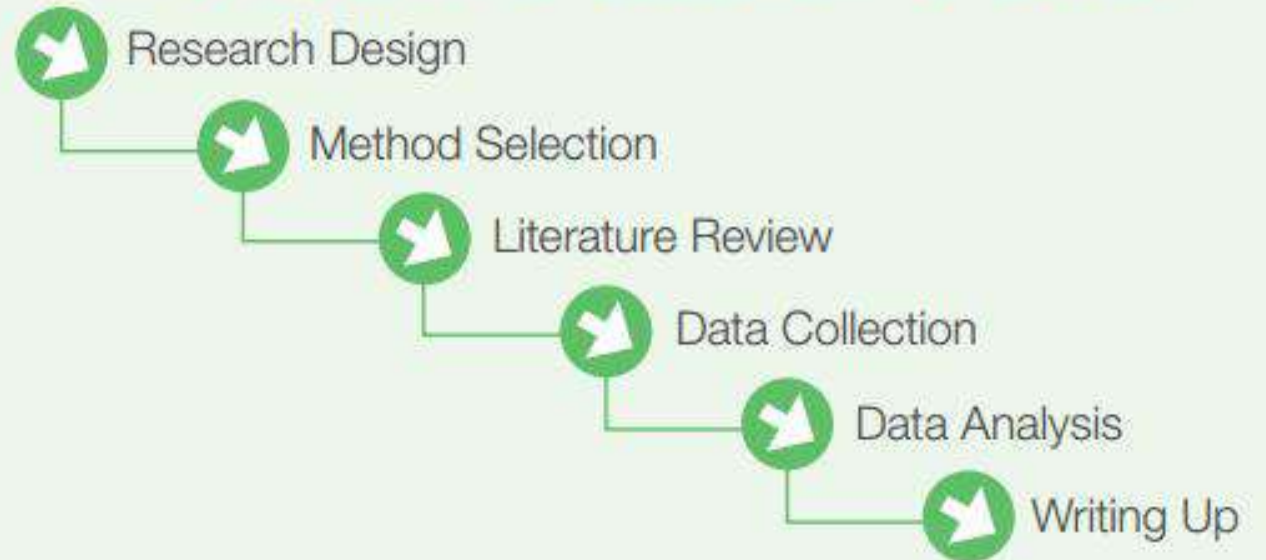 Research Design
Method Selection
Literature Review
Data Collection
Data Analysis
Writing Up